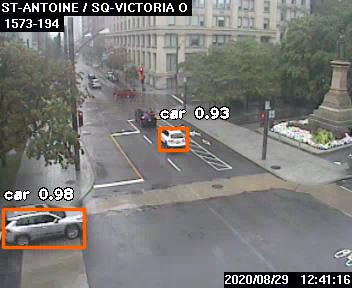 ST-ANTOINE / SQ-VICTORIA O
1573-194
car 0.93
car 0.98
2020/08/29 12:41:16